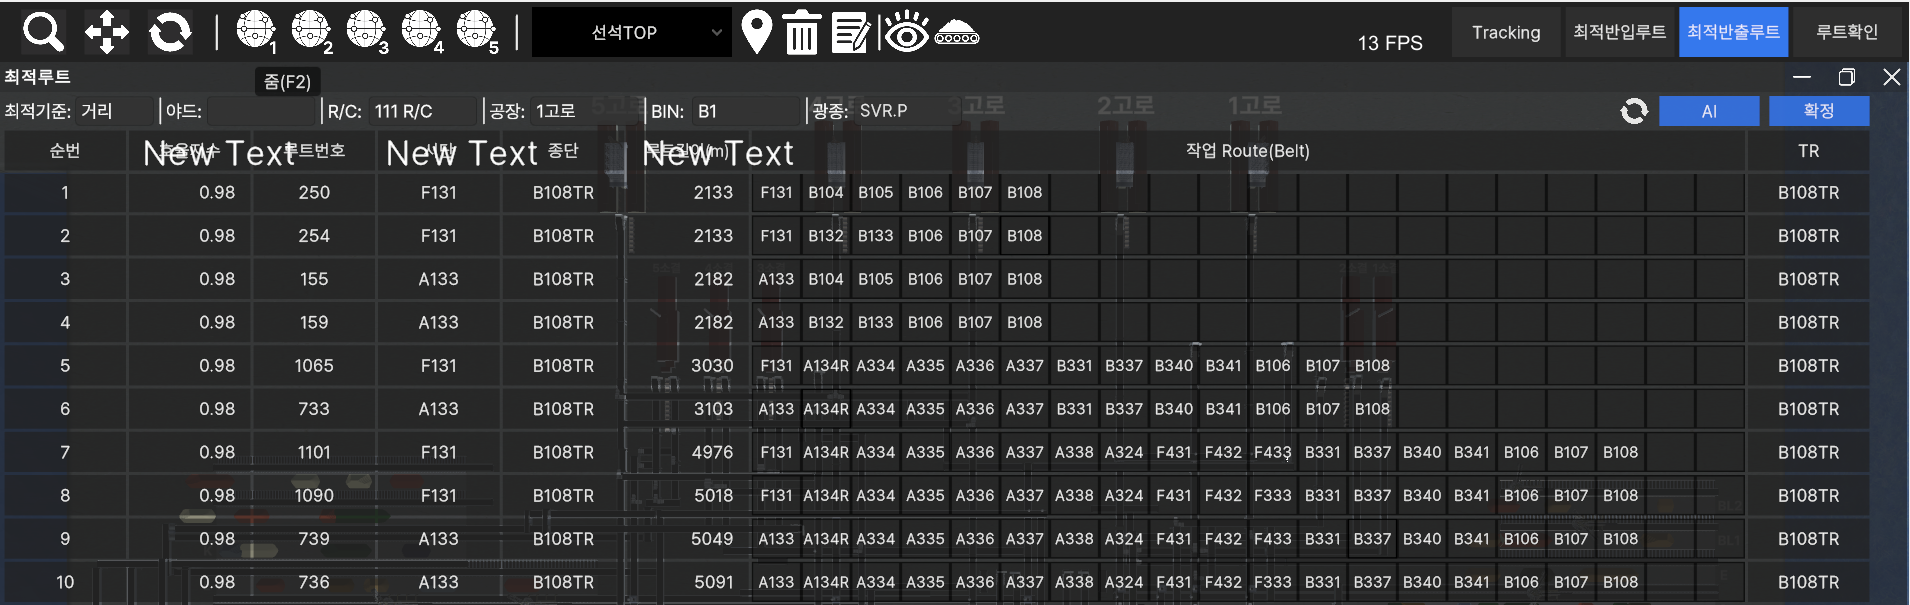 1 2 3 4 5 선석TOP 13 FPS Tracking 최적반입루트 최적반출루트 루트확인
최적루트 줌(F2)
최적기준: 거리 야드: R/C: 111 R/C 공장: 1고로 BIN: B1 광종: SVR.P AI 확정
5고로 3고로 2고로 1고로
순번 New Text 루트번호 New Text 종단 New Text 작업 Route(Belt) TR
1 0.98 250 F131 B108TR 2133 F131 B104 B105 B106 B107 B108 B108TR
2 0.98 254 F131 B108TR 2133 F131 B132 B133 B106 B107 B108 B108TR
3 0.98 155 A133 B108TR 2182 A133 B104 B105 B106 B107 B108 B108TR
4 0.98 159 A133 B108TR 2182 A133 B132 B133 B106 B107 B108 B108TR
5 0.98 1065 F131 B108TR 3030 F131 A134R A334 A335 A336 A337 B331 B337 B340 B341 B106 B107 B108 B108TR
6 0.98 733 A133 B108TR 3103 A133 A134R A334 A335 A336 A337 B331 B337 B340 B341 B106 B107 B108 B108TR
7 0.98 1101 F131 B108TR 4976 F131 A134R A334 A335 A336 A337 A338 A324 F431 F432 F433 B331 B337 B340 B341 B106 B107 B108 B108TR
8 0.98 1090 F131 B108TR 5018 F131 A134R A334 A335 A336 A337 A338 A324 F431 F432 F333 B331 B337 B340 B341 B106 B107 B108 B108TR
9 0.98 739 A133 B108TR 5049 A133 A134R A334 A335 A336 A337 A338 A324 F431 F432 F433 B331 B337 B340 B341 B106 B107 B108 B108TR
10 0.98 736 A133 B108TR 5091 A133 A134R A334 A335 A336 A337 A338 A324 F431 F432 F333 B331 B337 B340 B341 B106 B107 B108 B108TR